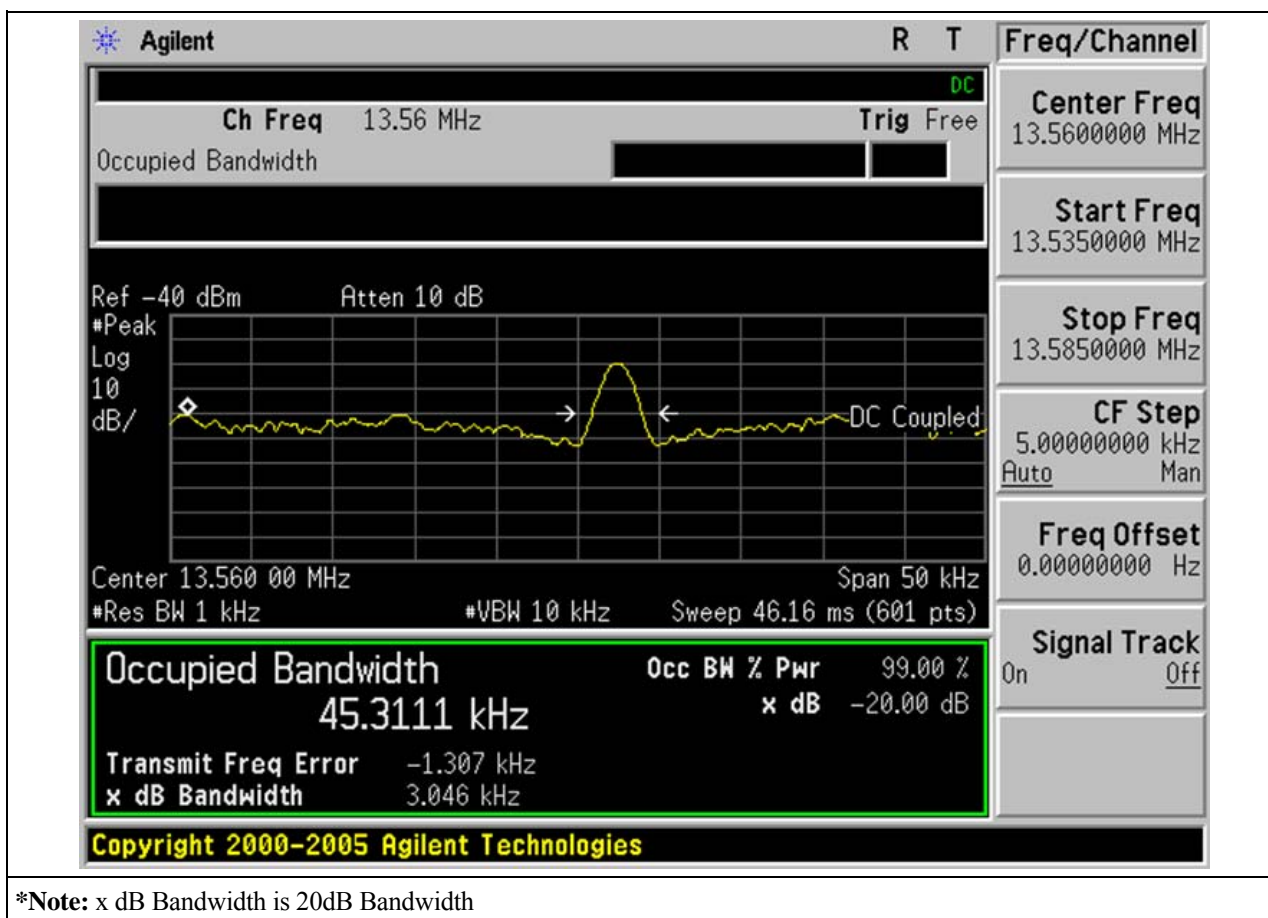 Agilent R T Freq/Channel
DC
Ch Freq 13.56 MHz Trig Free
Occupied Bandwidth
Center Freq
13.5600000 MHz
Start Freq
13.5350000 MHz
Stop Freq
13.5850000 MHz
CF Step
5.00000000 kHz
Auto Man
Freq Offset
0.00000000 Hz
Signal Track
On Off
Ref -40 dBm Atten 10 dB
#Peak
Log
10
dB/
DC Coupled
Center 13.560 00 MHz Span 50 kHz
#Res BW 1 kHz #VBW 10 kHz Sweep 46.16 ms (601 pts)
Occupied Bandwidth Occ BW % Pwr 99.00 %
45.3111 kHz x dB -20.00 dB
Transmit Freq Error -1.307 kHz
x dB Bandwidth 3.046 kHz
Copyright 2000-2005 Agilent Technologies
*Note: x dB Bandwidth is 20dB Bandwidth